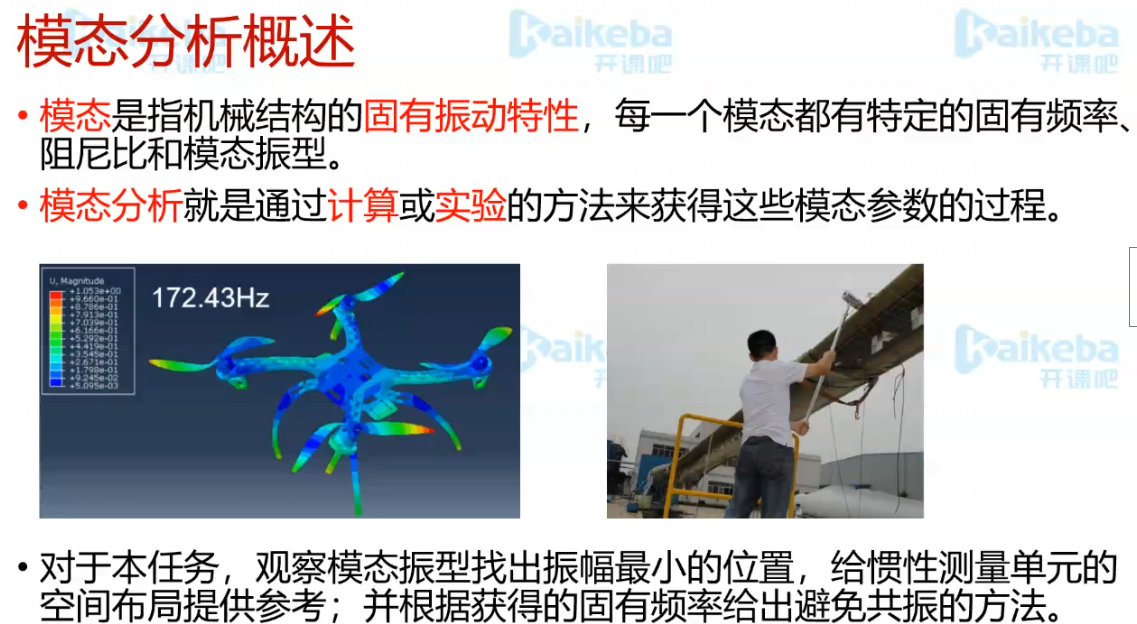 模态分析概述
Kaikeba
开课吧
Kaikeba
开课吧
• 模态是指机械结构的固有振动特性，每一个模态都有特定的固有频率、
阻尼比和模态振型。
• 模态分析就是通过计算或实验的方法来获得这些模态参数的过程。
U, Magnitude
+1.053e+00
+9.660e-01
+8.786e-01
+7.913e-01
+7.039e-01
+6.166e-01
+5.292e-01
+4.419e-01
+3.545e-01
+2.671e-01
+1.798e-01
+9.245e-02
+5.095e-03
172.43Hz
Kaikeba
开课吧
• 对于本任务，观察模态振型找出振幅最小的位置，给惯性测量单元的
空间布局提供参考；并根据获得的固有频率给出避免共振的方法。